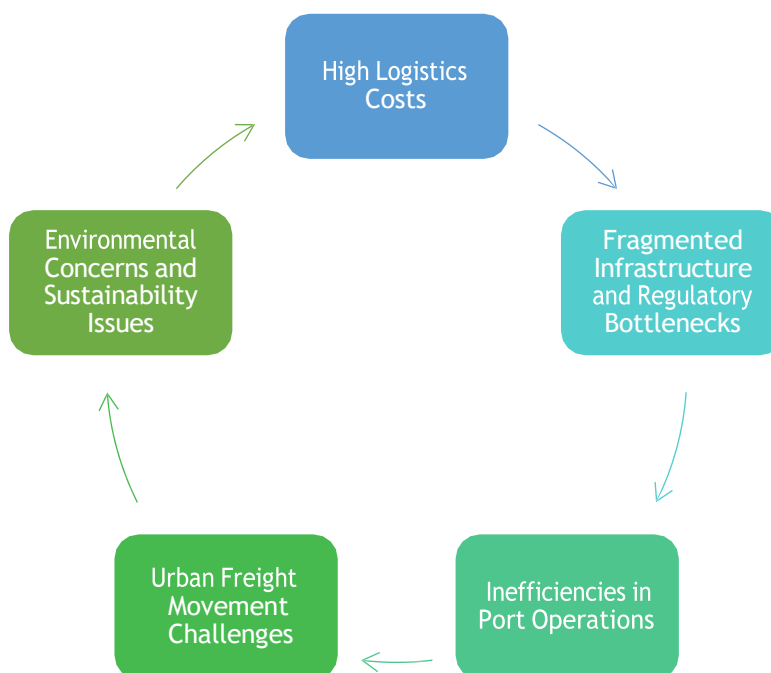 High Logistics
Costs
Fragmented
Infrastructure
and Regulatory
Bottlenecks
Inefficiencies in
Port Operations
Urban Freight
Movement
Challenges
Environmental
Concerns and
Sustainability
Issues